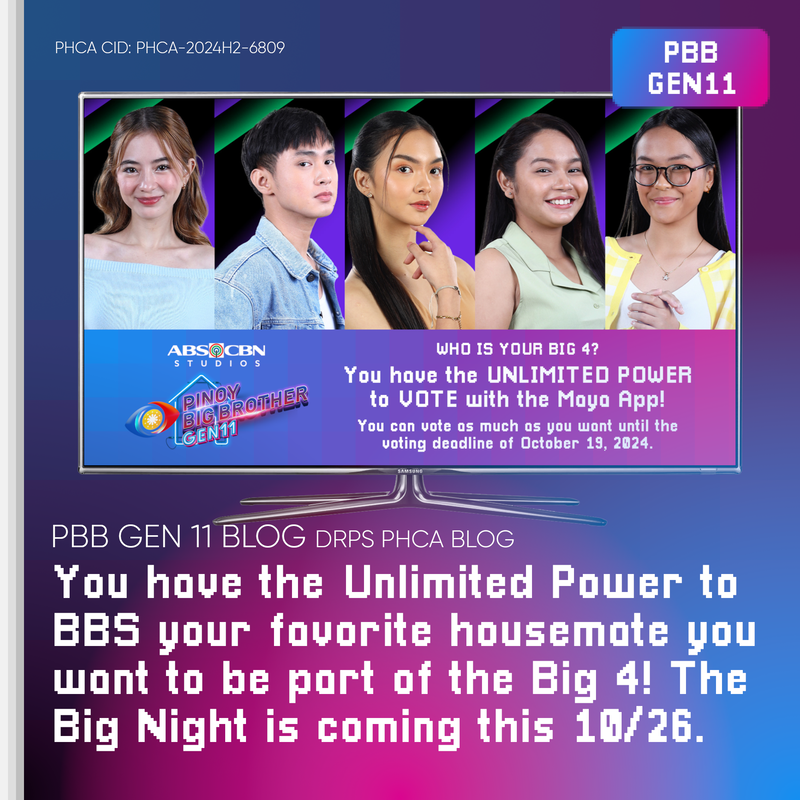 PHCA CID: PHCA-2024H2-6809
PBB
GEN11
ABS CBN
STUDIOS
PINOY
BIG BROTHER
GEN11
WHO IS YOUR BIG 4?
You have the UNLIMITED POWER
to VOTE with the Maya App!
You can vote as much as you want until the
voting deadline of October 19, 2024.
SAMSUNG
PBB GEN 11 BLOG DRPS PHCA BLOG
You have the Unlimited Power to
BBS your favorite housemate you
want to be part of the Big 4! The
Big Night is coming this 10/26.